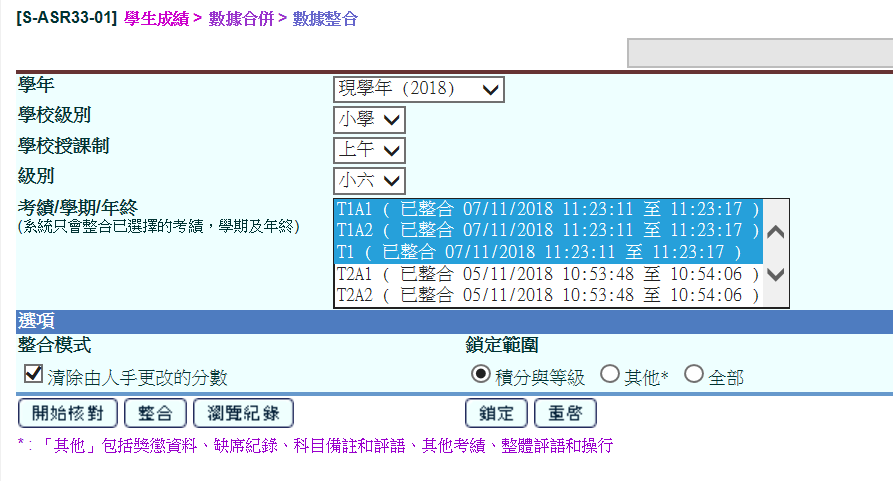 [S-ASR33-01] 學生成績 > 數據合併 > 數據整合
學年 現學年 (2018)
學校級別 小學
學校授課制 上午
級別 小六
考績/學期/年終
(系統只會整合已選擇的考績，學期及年終)
T1A1 ( 已整合 07/11/2018 11:23:11 至 11:23:17 )
T1A2 ( 已整合 07/11/2018 11:23:11 至 11:23:17 )
T1 ( 已整合 07/11/2018 11:23:11 至 11:23:17 )
T2A1 ( 已整合 05/11/2018 10:53:48 至 10:54:06 )
T2A2 ( 已整合 05/11/2018 10:53:48 至 10:54:06 )
選項
整合模式 鎖定範圍
清除由人手更改的分數 積分與等級 其他* 全部
開始核對 整合 瀏覽紀錄 鎖定 重啓
* : 「其他」包括獎懲資料、缺席紀錄、科目備註和評語、其他考績、整體評語和操行